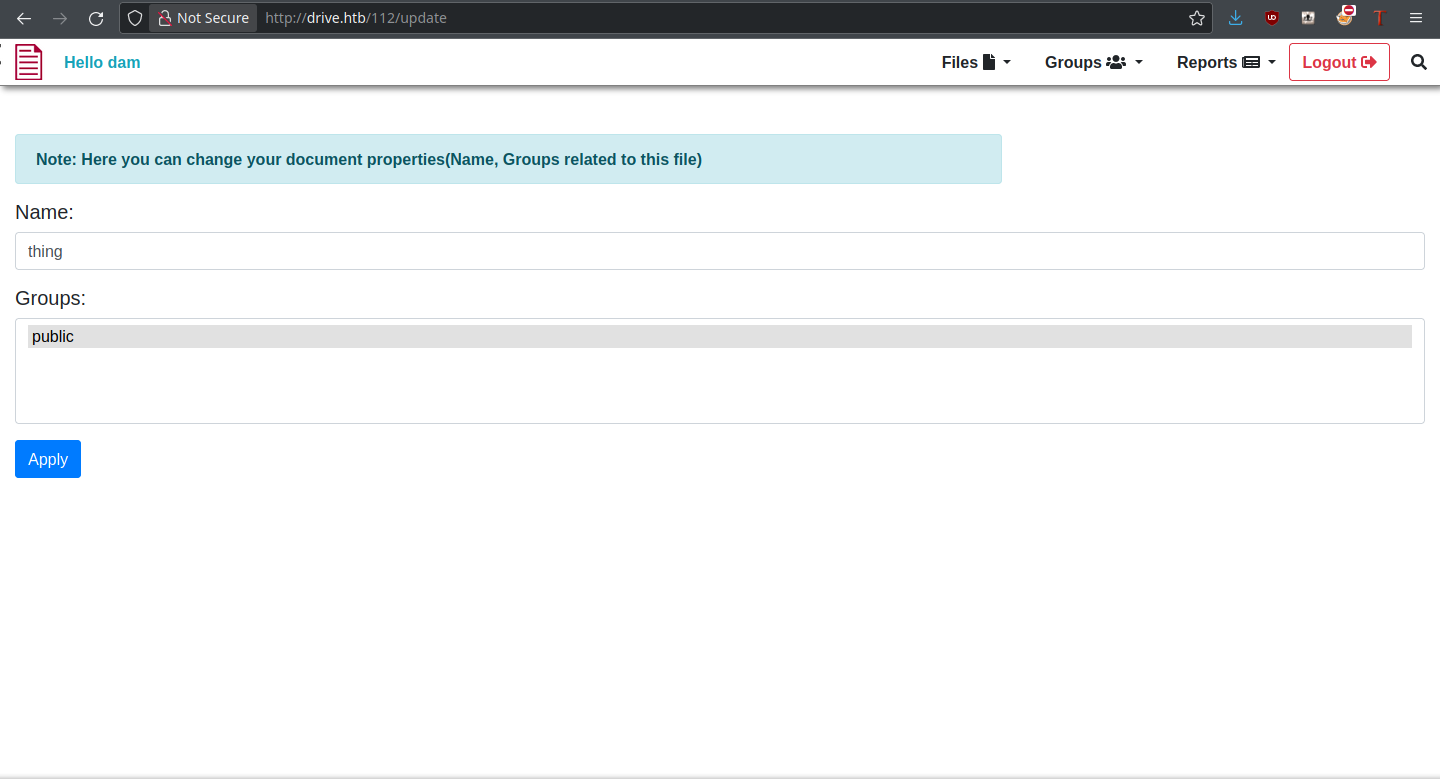 Not Secure http://drive.htb/112/update
Hello dam Files Groups Reports Logout
Note: Here you can change your document properties(Name, Groups related to this file)
Name:
thing
Groups:
public
Apply